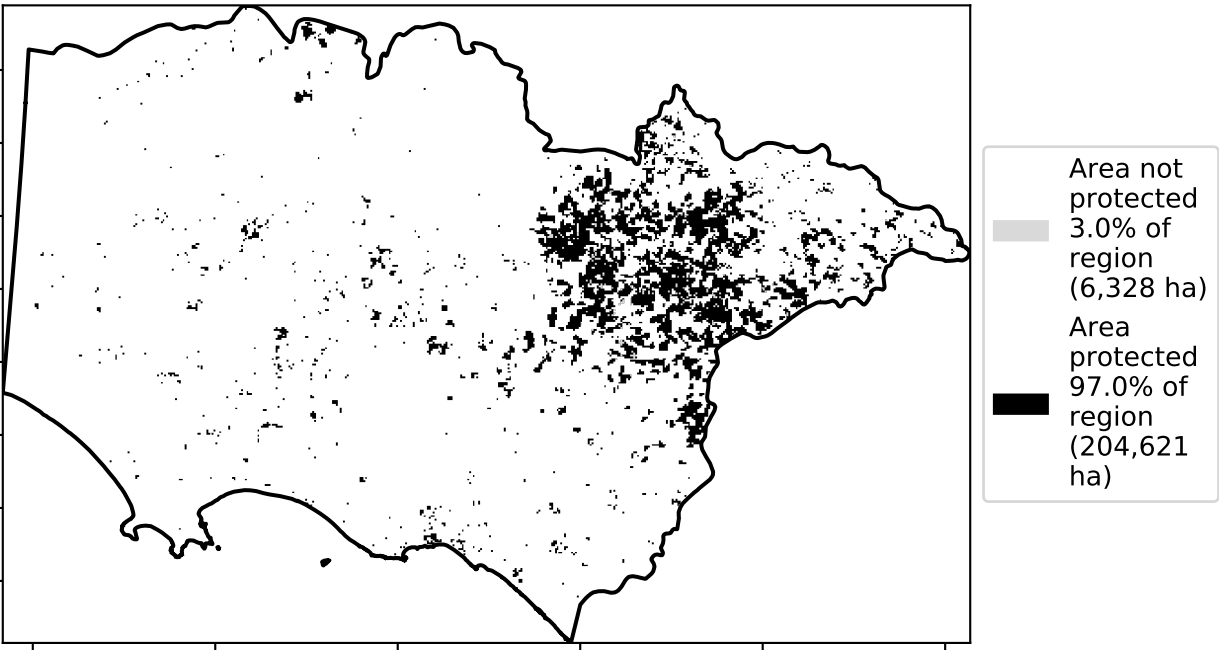 Area not
protected
3.0% of
region
(6,328 ha)
Area
protected
97.0% of
region
(204,621
ha)